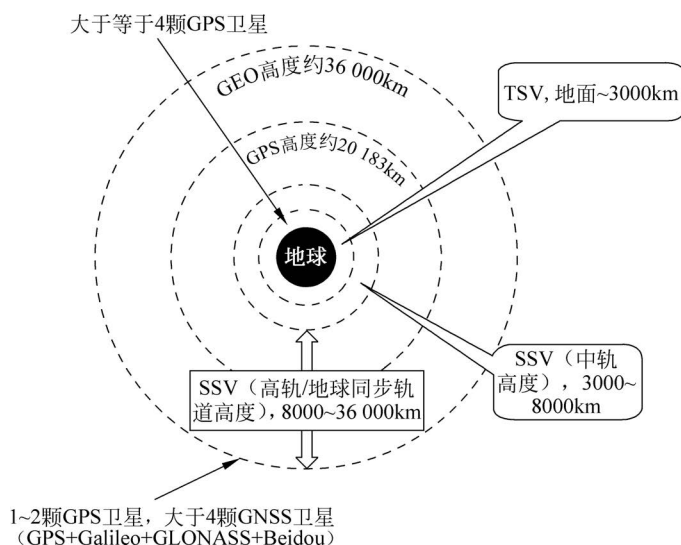 大于等于4颗GPS卫星
GEO高度约36 000km
TSV, 地面~3000km
GPS高度约20 183km
地球
SSV（中轨
高度），3000~
8000km
SSV（高轨/地球同步轨
道高度），8000~36 000km
1~2颗GPS卫星，大于4颗GNSS卫星
（GPS+Galileo+GLONASS+Beidou）